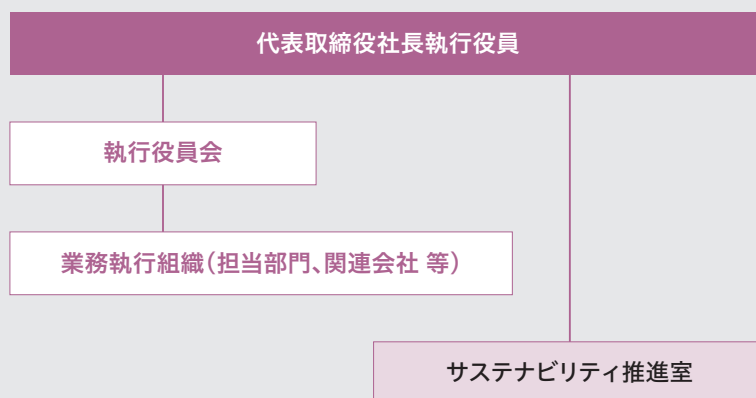 代表取締役社長執行役員
執行役員会
業務執行組織（担当部門、関連会社 等）
サステナビリティ推進室